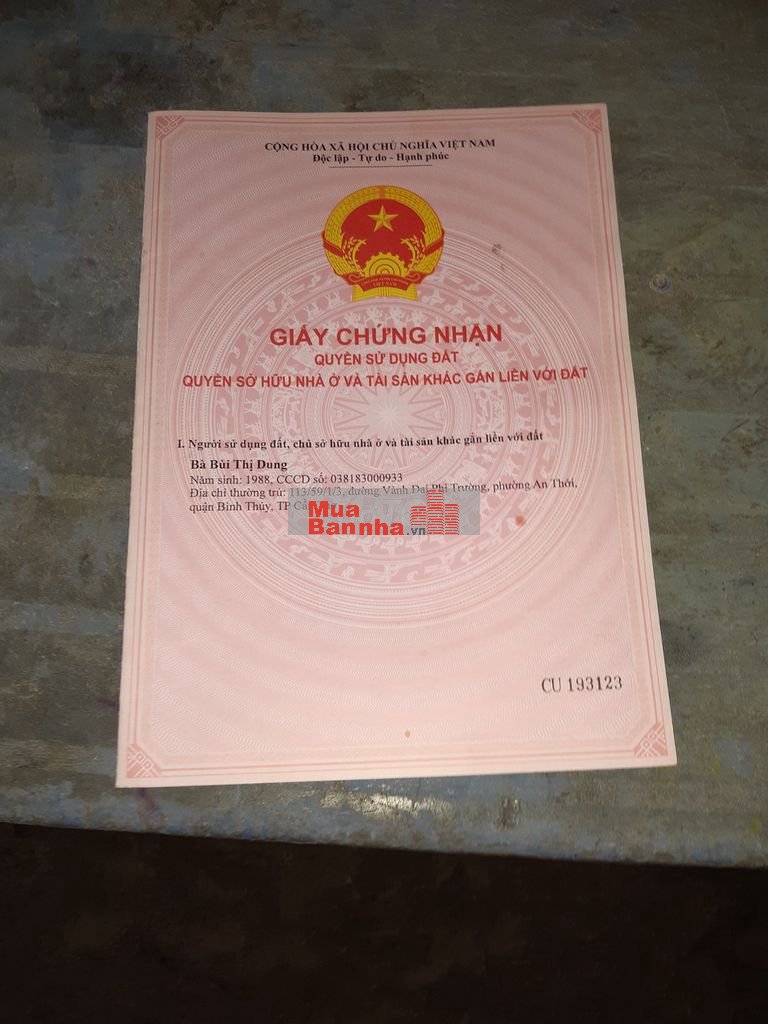 CỘNG HÒA XÃ HỘI CHỦ NGHĨA VIỆT NAM
Độc lập - Tự do - Hạnh phúc
GIẤY CHỨNG NHẬN
QUYỀN SỬ DỤNG ĐẤT
QUYỀN SỞ HỮU NHÀ Ở VÀ TÀI SẢN KHÁC GẮN LIỀN VỚI ĐẤT
I. Người sử dụng đất, chủ sở hữu nhà ở và tài sản khác gắn liền với đất
Bà Bùi Thị Dung
Năm sinh: 1988, CCCD số: 038183000933
Địa chỉ thường trú: 113/59/1/3, đường Vành Đai Phi Trường, phường An Thới,
quận Bình Thủy, TP
Mua
Bannha.vn
CU 193123